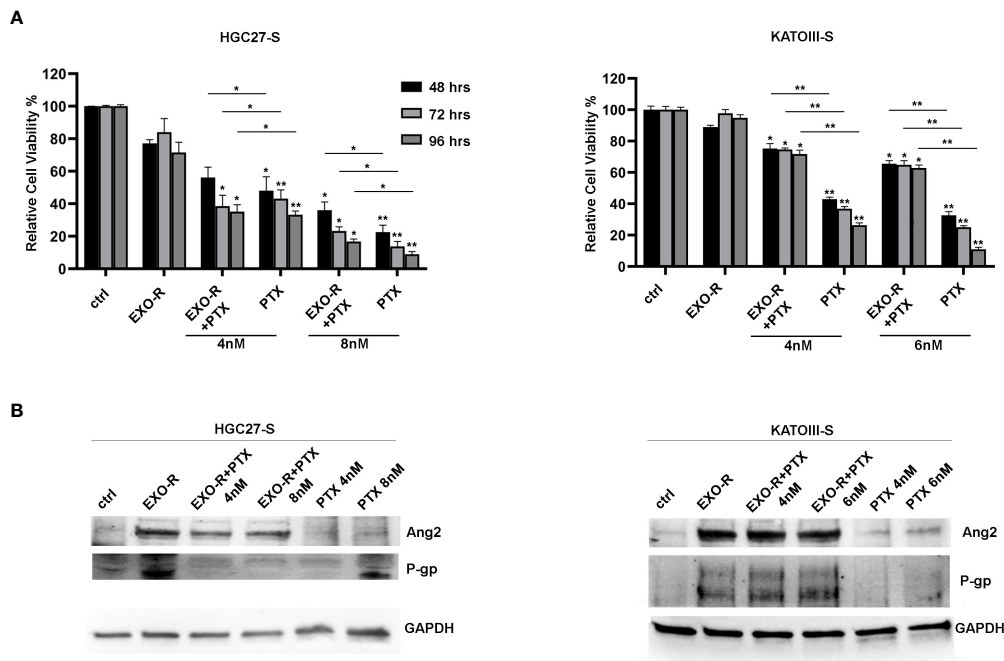 A
HGC27-S
Relative Cell Viability %
120
100
80
60
40
20
0
48 hrs
72 hrs
96 hrs
* * * * * *
* * * ** ** * * * ** ** **
ctrl
EXO-R
EXO-R
+PTX
PTX
EXO-R
+PTX
PTX
4nM
8nM
KATOIII-S
Relative Cell Viability %
120
100
80
60
40
20
0
** ** ** ** ** **
* * * ** ** ** * * * ** ** **
ctrl
EXO-R
EXO-R
+PTX
PTX
EXO-R
+PTX
PTX
4nM
6nM
B
HGC27-S
ctrl
EXO-R
EXO-R+PTX
4nM
EXO-R+PTX
8nM
PTX 4nM
PTX 8nM
Ang2
P-gp
GAPDH
KATOIII-S
ctrl
EXO-R
EXO-R+PTX
4nM
EXO-R+PTX
6nM
PTX 4nM
PTX 6nM
Ang2
P-gp
GAPDH